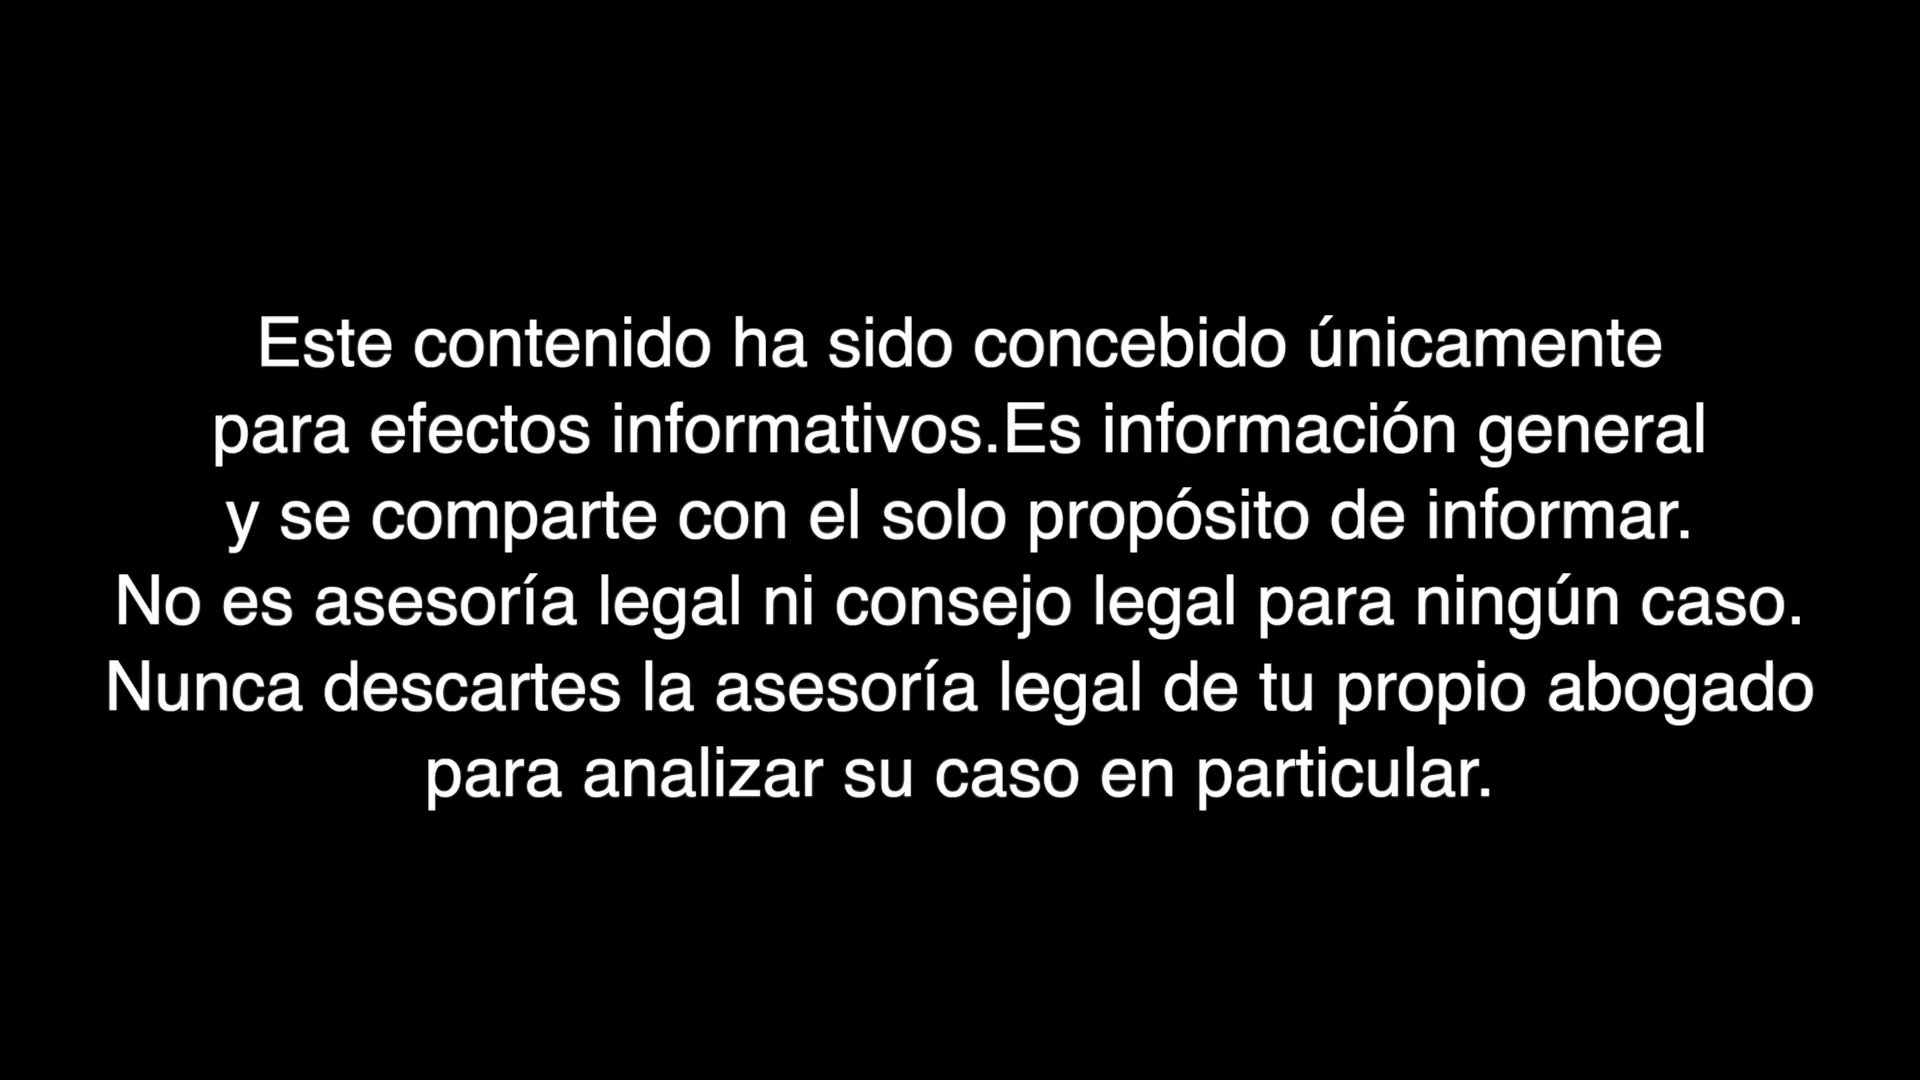 Este contenido ha sido concebido únicamente
para efectos informativos.Es información general
y se comparte con el solo propósito de informar.
No es asesoría legal ni consejo legal para ningún caso.
Nunca descartes la asesoría legal de tu propio abogado
para analizar su caso en particular.